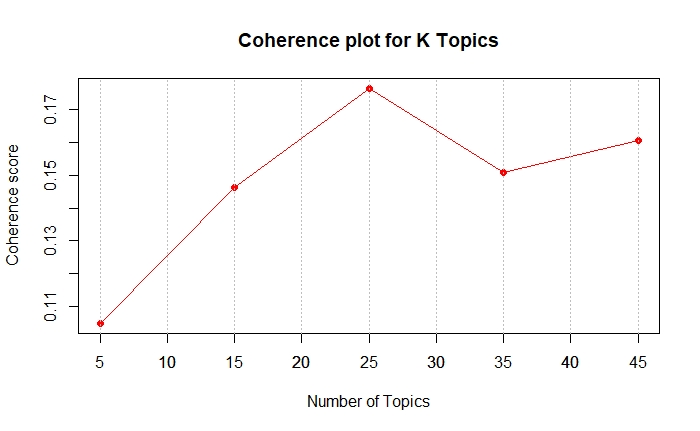 Coherence plot for K Topics
Coherence score
0.17
0.15
0.13
0.11
5 10 15 20 25 30 35 40 45
Number of Topics